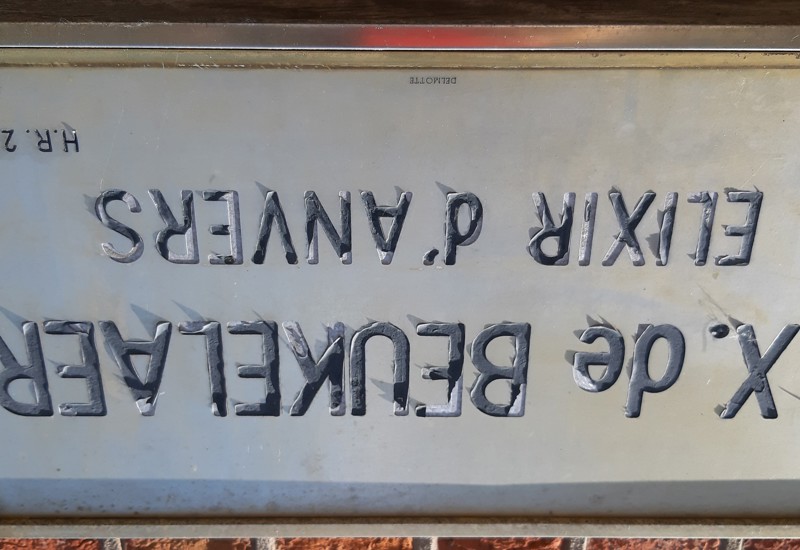 X. de BEUKELAER
ELIXIR d'ANVERS
H.R. 2
DELMOTTE